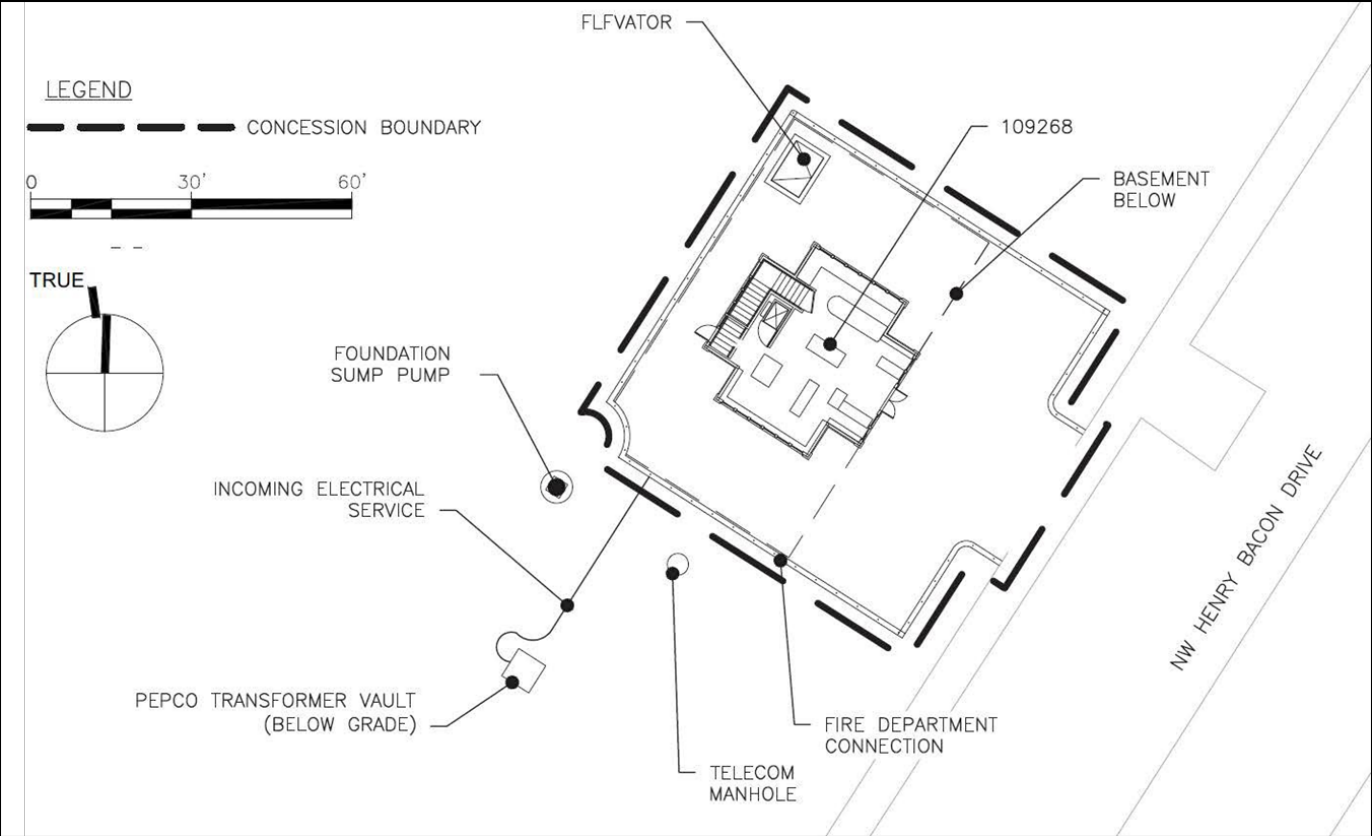 FLFVATOR
LEGEND
CONCESSION BOUNDARY
109268
0 30' 60'
BASEMENT
BELOW
TRUE
FOUNDATION
SUMP PUMP
INCOMING ELECTRICAL
SERVICE
NW HENRY BACON DRIVE
PEPCO TRANSFORMER VAULT
(BELOW GRADE)
FIRE DEPARTMENT
CONNECTION
TELECOM
MANHOLE